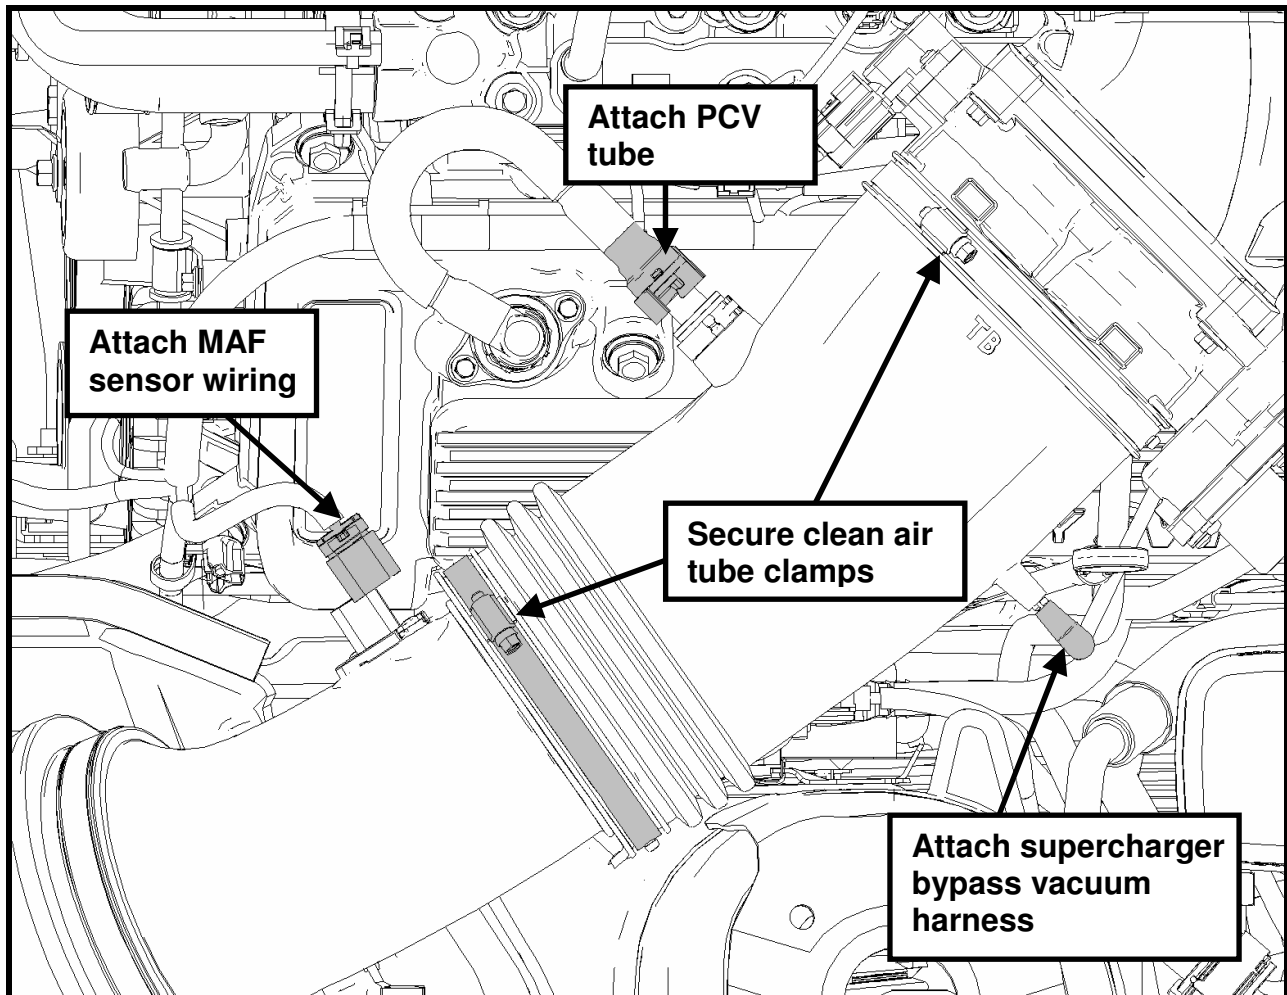 Attach PCV
tube
Attach MAF
sensor wiring
TB
Secure clean air
tube clamps
Attach supercharger
bypass vacuum
harness